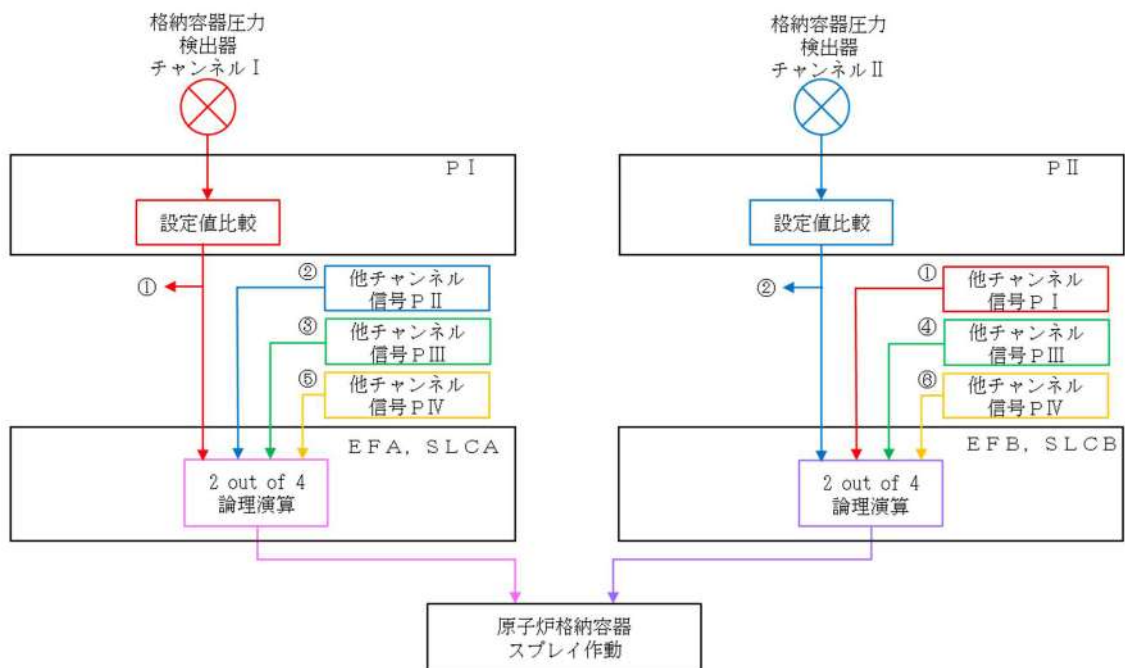 格納容器圧力
検出器
チャンネルⅠ
格納容器圧力
検出器
チャンネルⅡ
PⅠ
設定値比較
PⅡ
設定値比較
①
②
他チャンネル
信号PⅡ
③
他チャンネル
信号PⅢ
⑤
他チャンネル
信号PⅣ
②
①
他チャンネル
信号PⅠ
④
他チャンネル
信号PⅢ
⑥
他チャンネル
信号PⅣ
EFA, SLCA
2 out of 4
論理演算
EFB, SLCB
2 out of 4
論理演算
原子炉格納容器
スプレイ作動